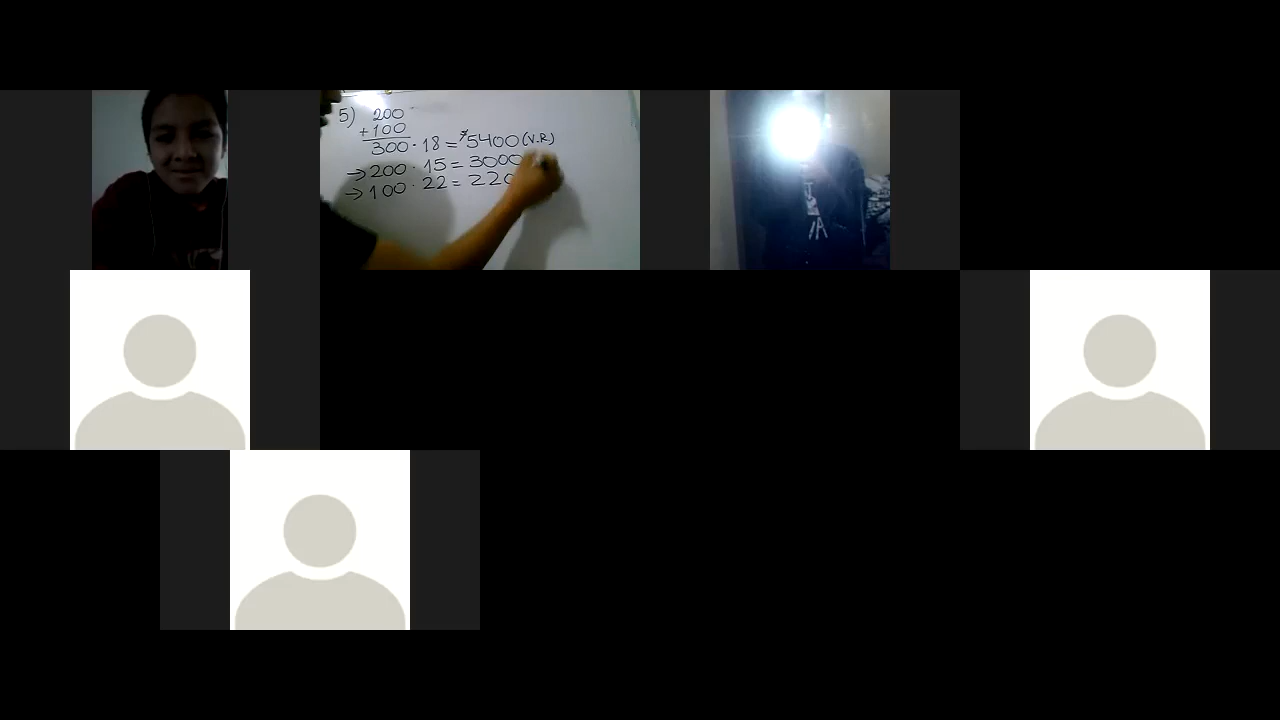 5) 200
+100
300 · 18 = 5400 (V.R)
→ 200 · 15 = 3000
→ 100 · 22 = 220